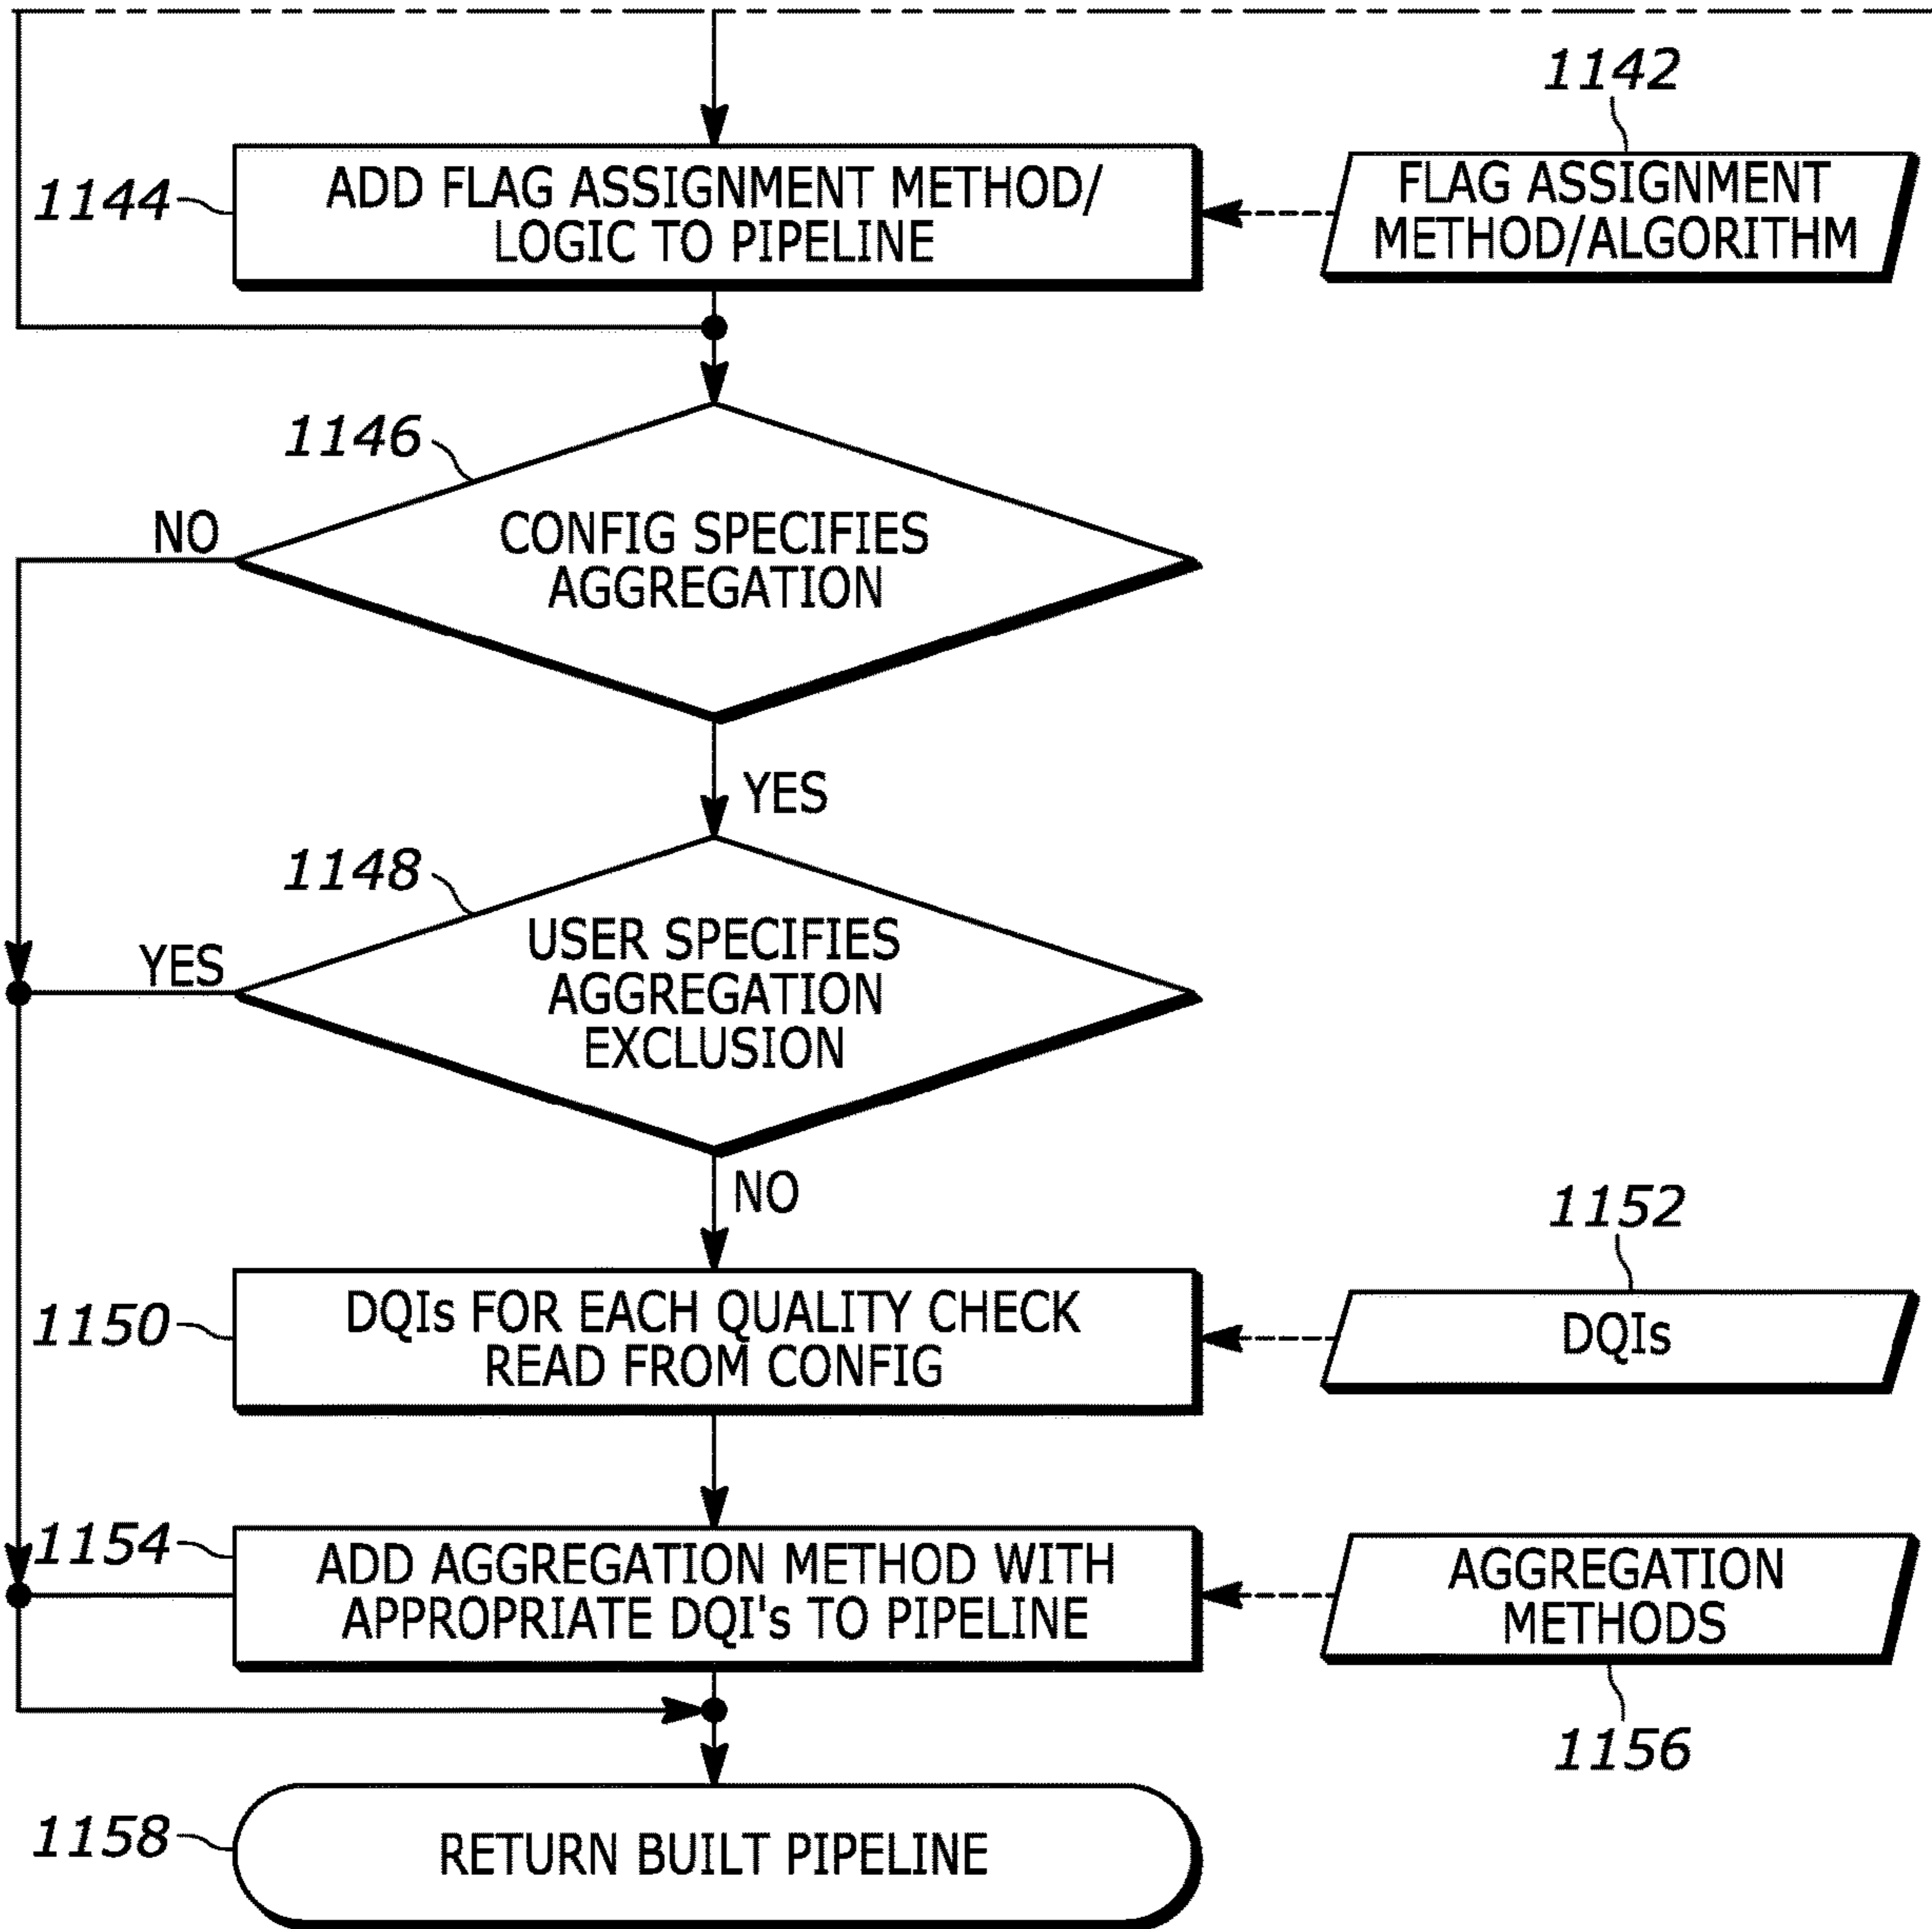 1142
1144
ADD FLAG ASSIGNMENT METHOD/
LOGIC TO PIPELINE
FLAG ASSIGNMENT
METHOD/ALGORITHM
1146
NO
CONFIG SPECIFIES
AGGREGATION
YES
1148
YES
USER SPECIFIES
AGGREGATION
EXCLUSION
NO
1152
1150
DQIs FOR EACH QUALITY CHECK
READ FROM CONFIG
DQIs
1154
ADD AGGREGATION METHOD WITH
APPROPRIATE DQI's TO PIPELINE
AGGREGATION
METHODS
1156
1158
RETURN BUILT PIPELINE